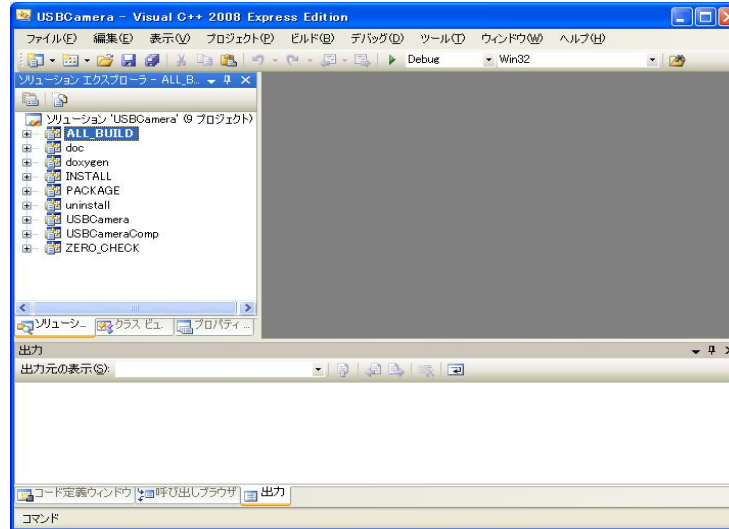 USBCamera - Visual C++ 2008 Express Edition
ファイル(F) 編集(E) 表示(V) プロジェクト(P) ビルド(B) デバッグ(D) ツール(T) ウィンドウ(W) ヘルプ(H)
Debug Win32
ソリューション エクスプローラ - ALL_B...
ソリューション 'USBCamera' (9 プロジェクト)
ALL_BUILD
doc
doxygen
INSTALL
PACKAGE
uninstall
USBCamera
USBCameraComp
ZERO_CHECK
ソリューシ... クラス ビュ... プロパティ ...
出力
出力元の表示(S):
コード定義ウィンドウ 呼び出しブラウザ 出力
コマンド